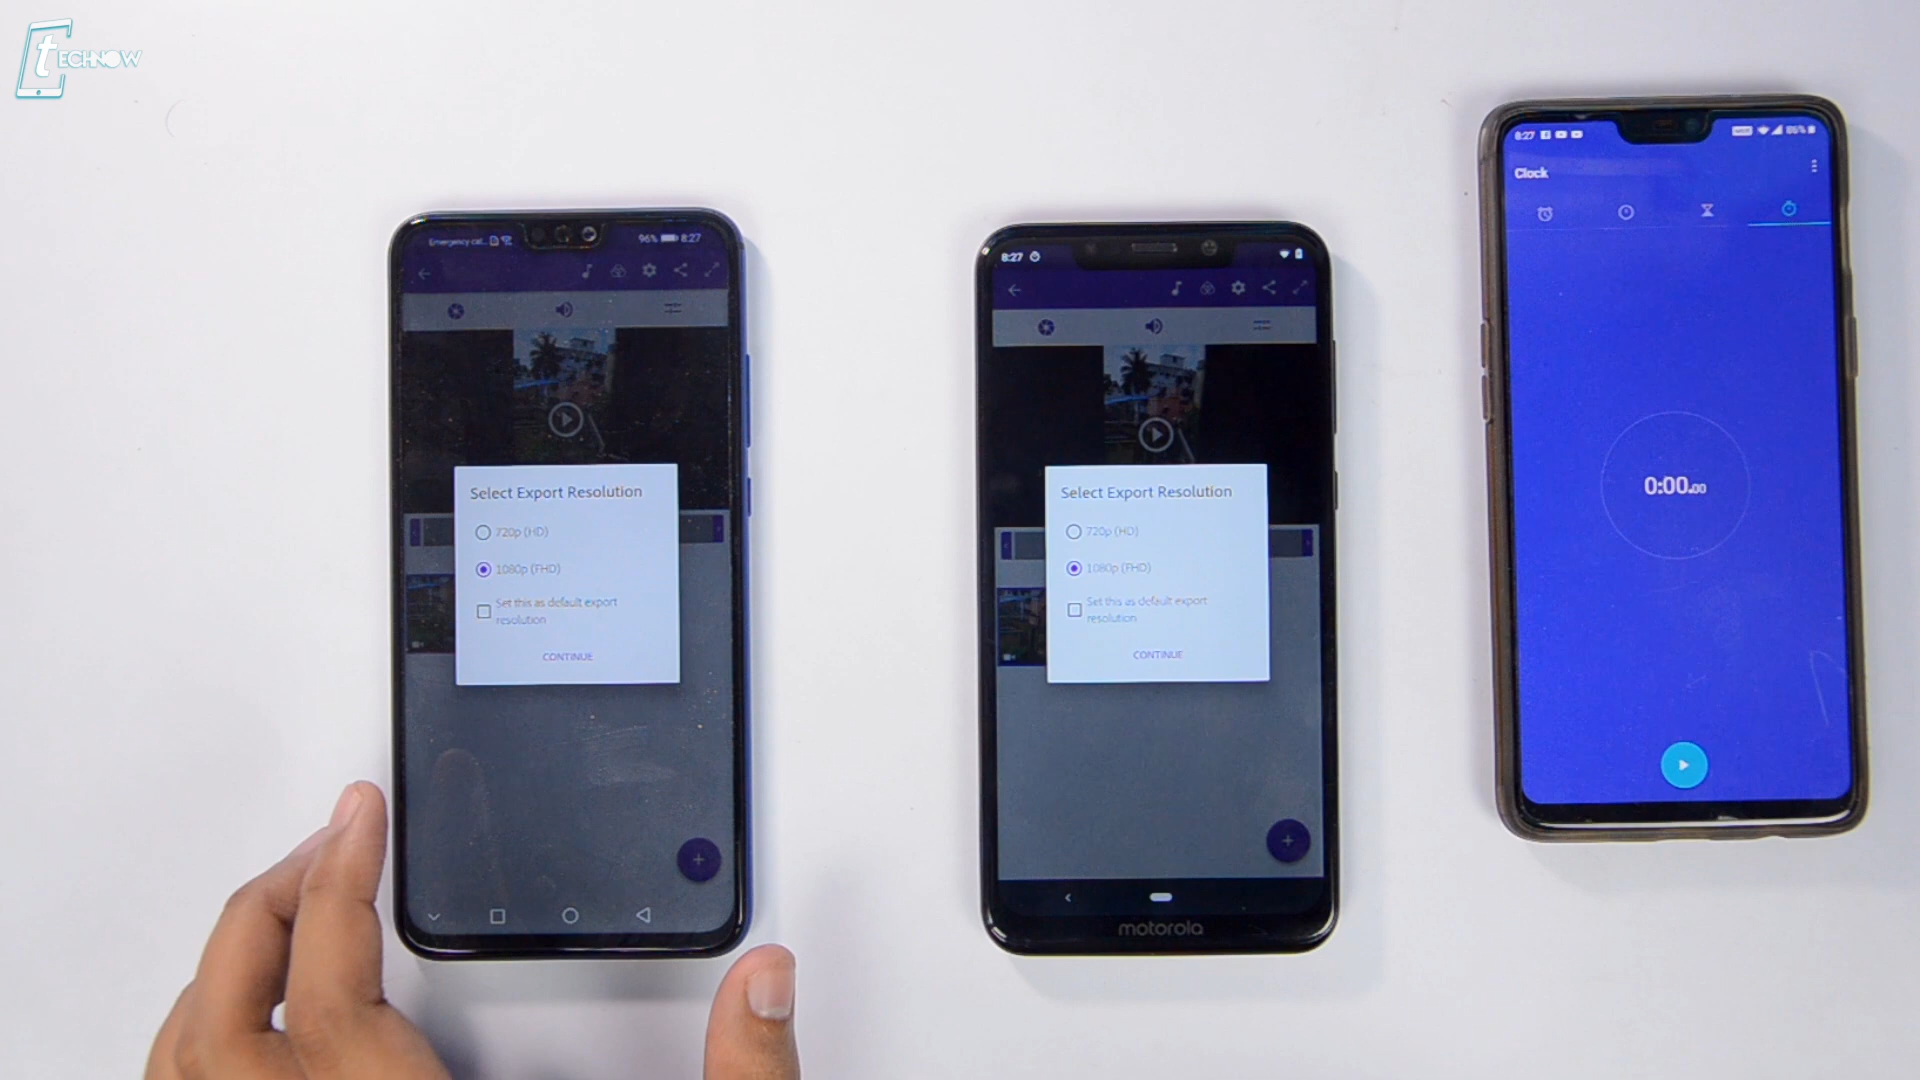 TECHNOW
Emergency cal...
96%
8:27
Select Export Resolution
720p (HD)
1080p (FHD)
Set this as default export
resolution
CONTINUE
8:27
Select Export Resolution
720p (HD)
1080p (FHD)
Set this as default export
resolution
CONTINUE
motorola
8:27
86%
Clock
0:00.00